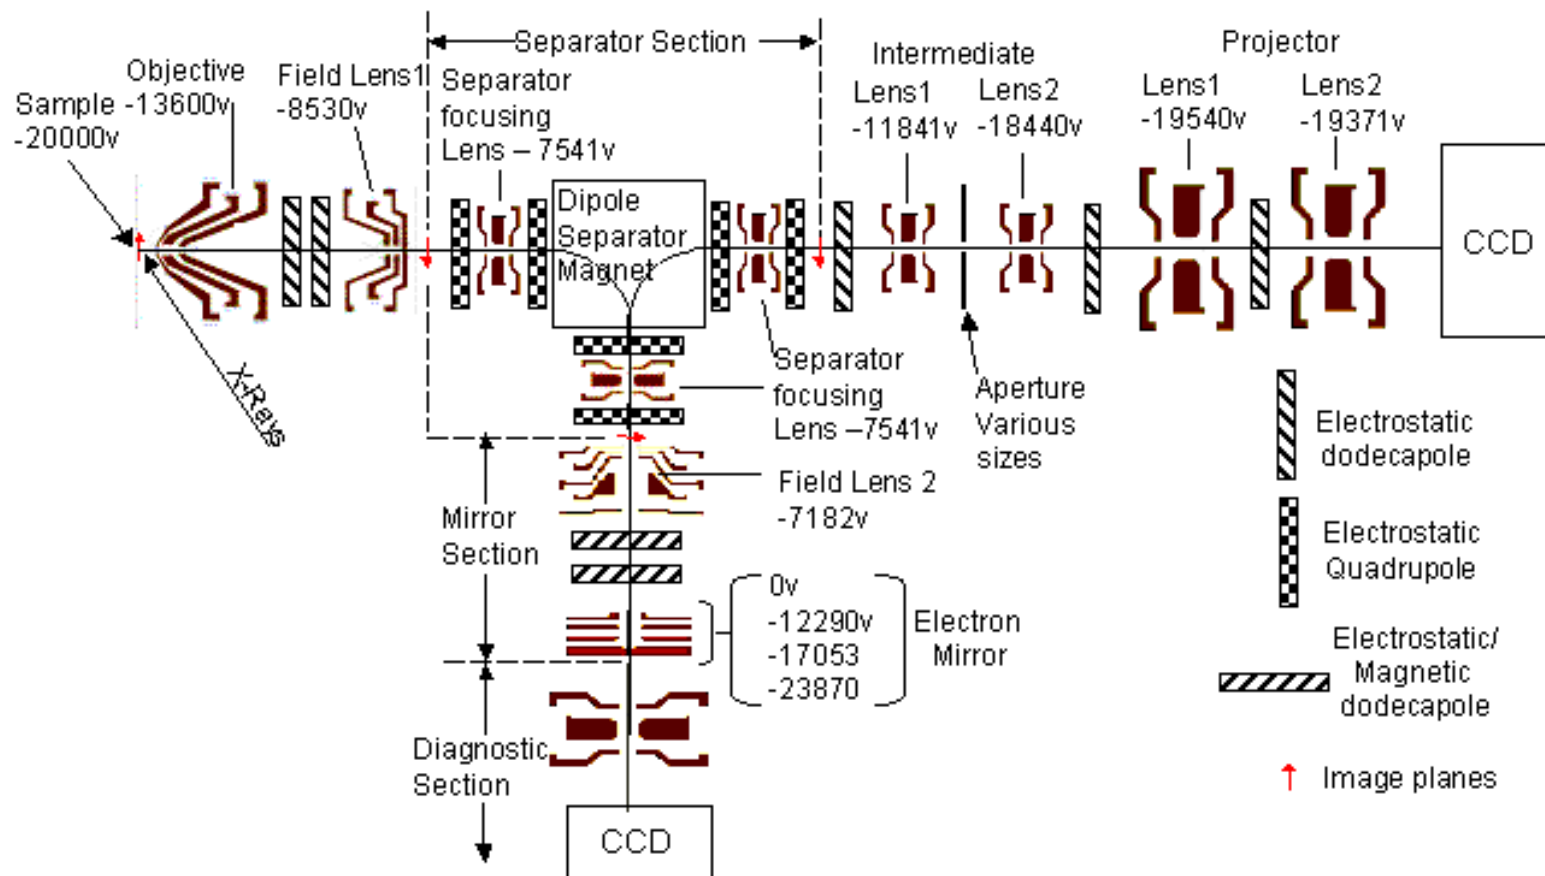 Separator Section
Objective
-13600v
Sample
-20000v
Field Lens1
-8530v
Separator
focusing
Lens – 7541v
Intermediate
Lens1
-11841v
Lens2
-18440v
Projector
Lens1
-19540v
Lens2
-19371v
Dipole
Separator
Magnet
CCD
X-Rays
Separator
focusing
Lens –7541v
Aperture
Various
sizes
Electrostatic
dodecapole
Field Lens 2
-7182v
Mirror
Section
Electrostatic
Quadrupole
0v
-12290v
-17053
-23870
Electron
Mirror
Electrostatic/
Magnetic
dodecapole
Diagnostic
Section
Image planes
CCD